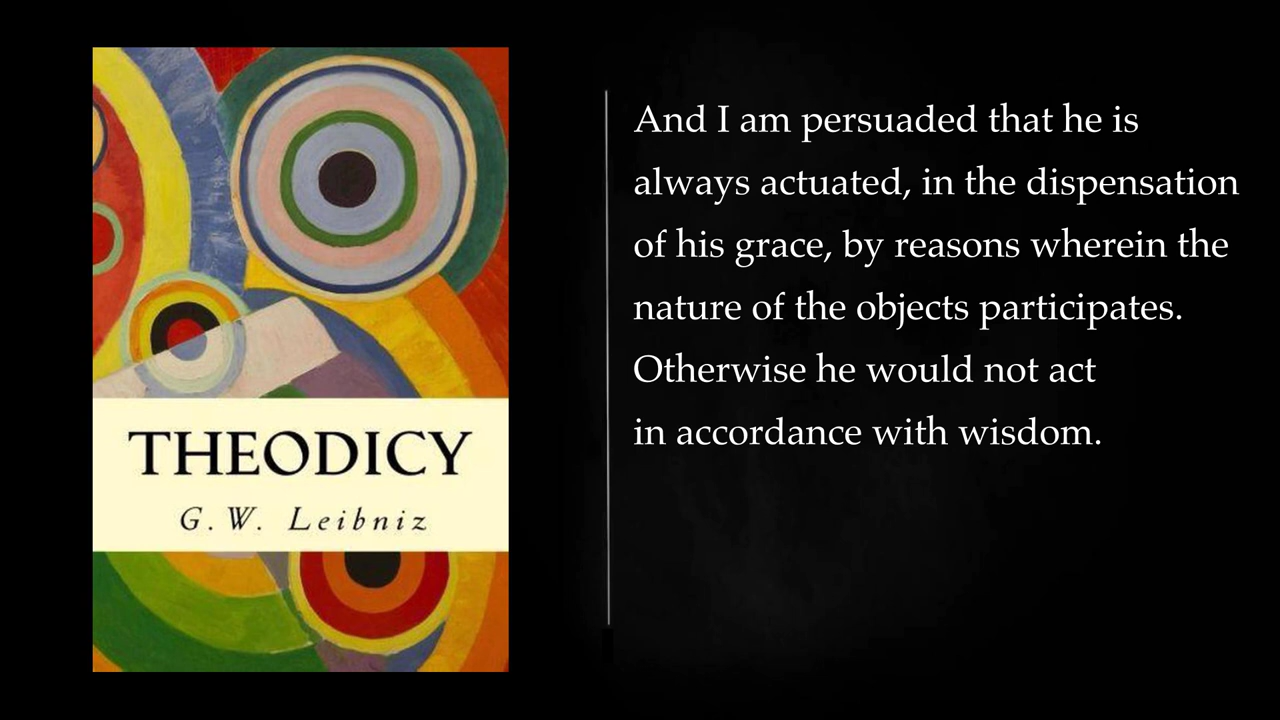 THEODICY
G. W. Leibniz
And I am persuaded that he is
always actuated, in the dispensation
of his grace, by reasons wherein the
nature of the objects participates.
Otherwise he would not act
in accordance with wisdom.